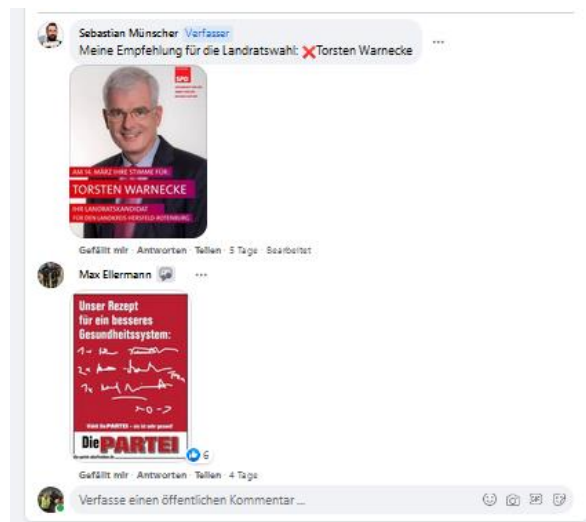 Sebastian Münscher Verfasser
Meine Empfehlung für die Landratswahl: ❌Torsten Warnecke
SPD
AM 14. MÄRZ IHRE STIMME FÜR:
TORSTEN WARNECKE
IHR LANDRATSKANDIDAT
FÜR DEN LANDKREIS HERSFELD-ROTENBURG
Gefällt mir · Antworten · Teilen · 5 Tage · Bearbeitet
Max Ellermann
Unser Rezept
für ein besseres
Gesundheitssystem:
Die PARTEI
6
Gefällt mir · Antworten · Teilen · 4 Tage
Verfasse einen öffentlichen Kommentar ...
GIF